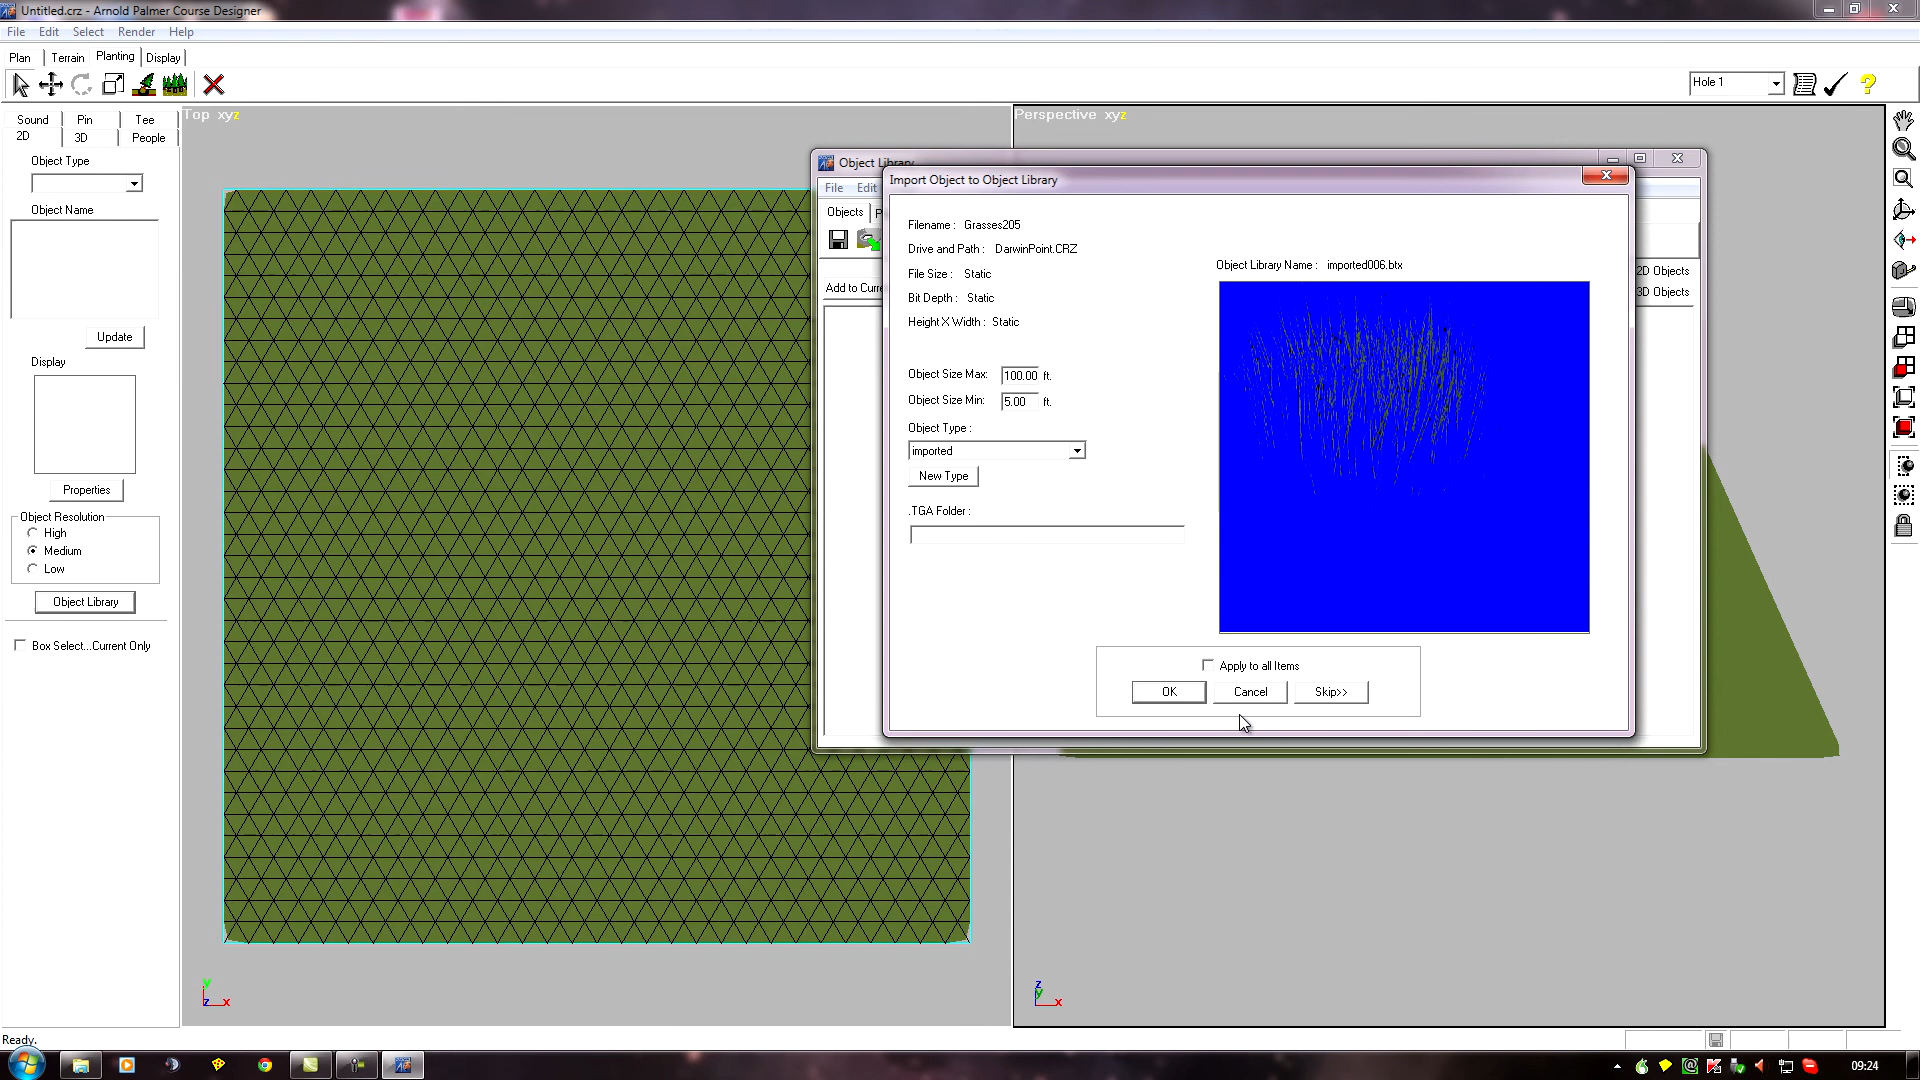 Untitled.crz - Arnold Palmer Course Designer
File Edit Select Render Help
Plan Terrain Planting Display
Hole 1
Sound Pin Tee
2D 3D People
Object Type
Object Name
Update
Display
Properties
Object Resolution
High
Medium
Low
Object Library
Box Select...Current Only
Top xyz
Perspective xyz
Object Library
File Edit
Objects
Add to Curre
2D Objects
3D Objects
Import Object to Object Library
Filename : Grasses205
Drive and Path : DarwinPoint.CRZ
File Size : Static
Bit Depth : Static
Height X Width : Static
Object Size Max: 100.00 ft.
Object Size Min: 5.00 ft.
Object Type :
imported
New Type
.TGA Folder :
Object Library Name : imported006.btx
Apply to all Items
OK Cancel Skip>>
y
z x
z
y
x
Ready.
09:24